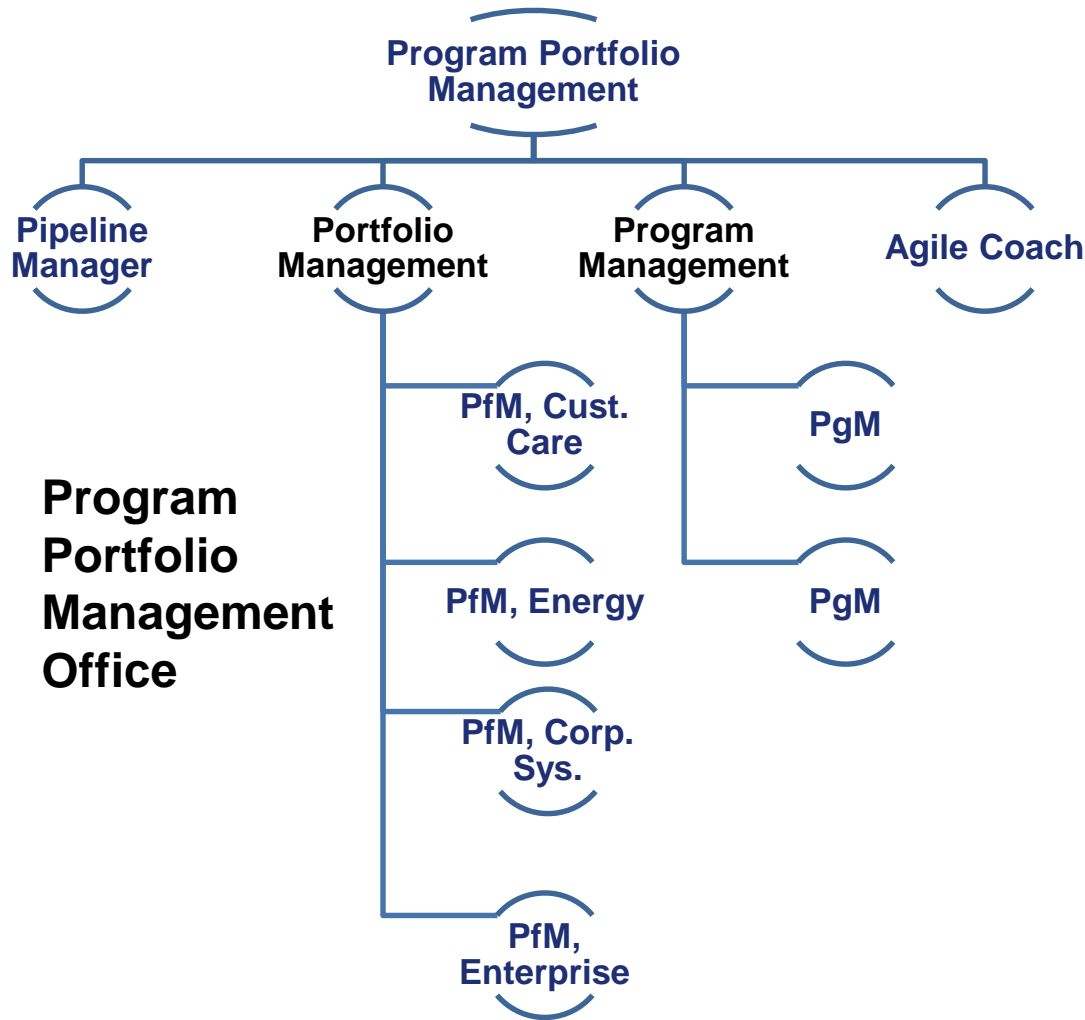 Program Portfolio
Management
Pipeline
Manager
Portfolio
Management
Program
Management
Agile Coach
PfM, Cust.
Care
PgM
Program
Portfolio
Management
Office
PfM, Energy
PgM
PfM, Corp.
Sys.
PfM,
Enterprise